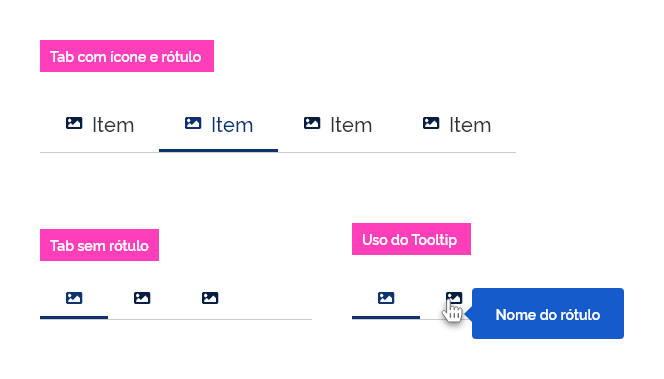 Tab com ícone e rótulo
Item Item Item Item
Tab sem rótulo
Uso do Tooltip
Nome do rótulo